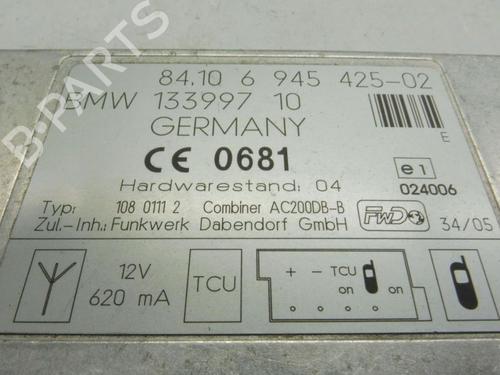 84.10 6 945 425-02
BMW 133997 10
GERMANY
E
CE 0681
e1
Hardwarestand: 04
024006
Typ: 108 0111 2 Combiner AC200DB-B
FWD
34/05
Zul.-Inh.: Funkwerk Dabendorf GmbH
12V
620 mA
TCU
+ - TCU
on on
B-PARTS